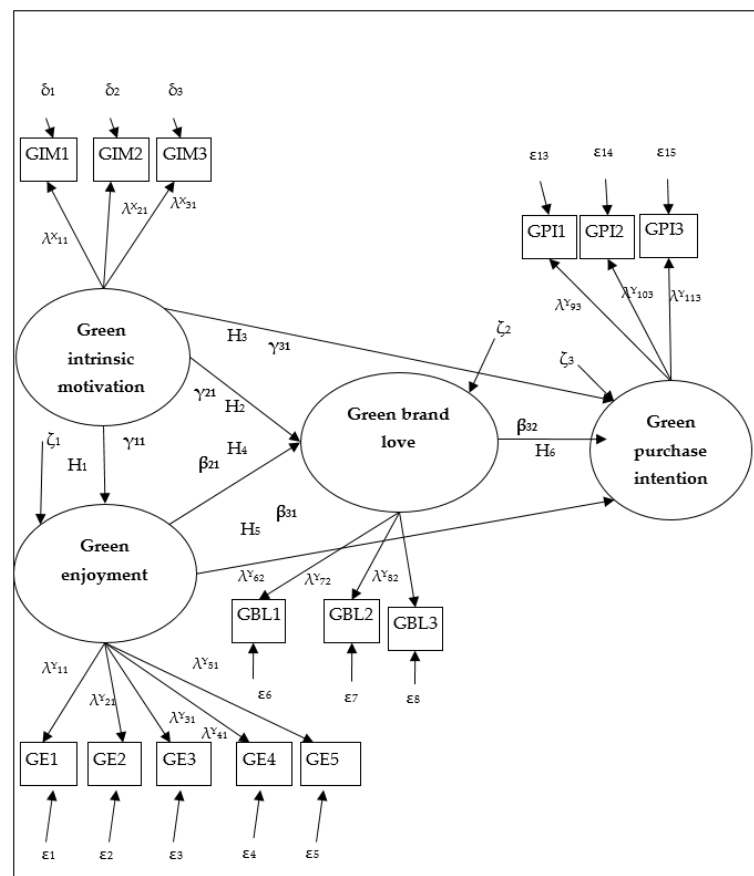 δ1 δ2 δ3
GIM1 GIM2 GIM3
λX11 λX21 λX31
ε13 ε14 ε15
GPI1 GPI2 GPI3
λY93 λY103 λY113
Green
intrinsic
motivation
H3
γ31
γ21
H2
ζ2
ζ3
Green brand
love
β32
H6
Green
purchase
intention
ζ1
H1
γ11
H4
β21
β31
H5
Green
enjoyment
λY62 λY72 λY82
GBL1 GBL2 GBL3
ε6 ε7 ε8
λY11 λY21 λY31 λY41 λY51
GE1 GE2 GE3 GE4 GE5
ε1 ε2 ε3 ε4 ε5